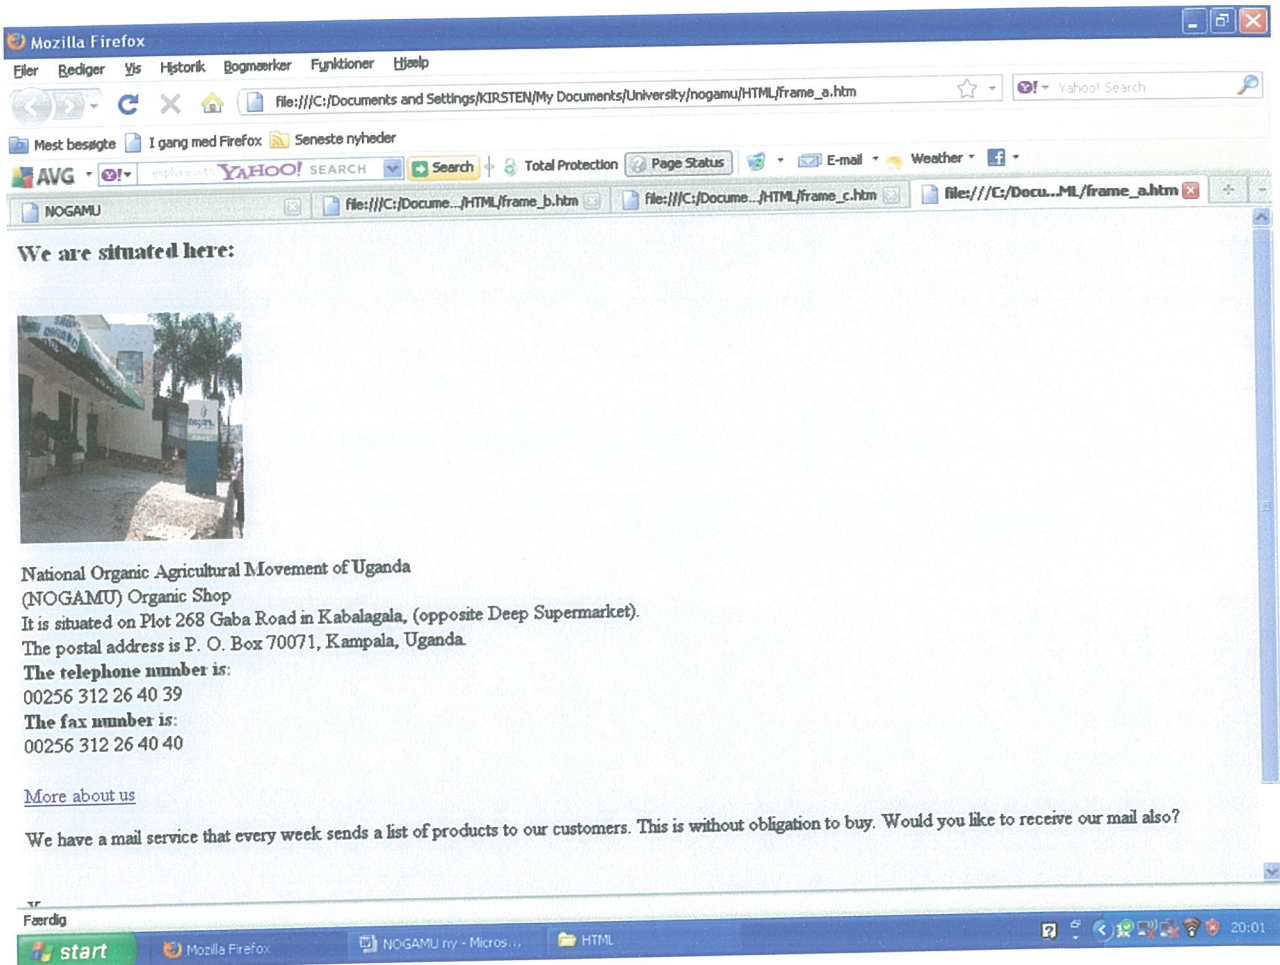 Mozilla Firefox
Filer Rediger Vis Historik Bogmærker Funktioner Hjælp
file:///C:/Documents and Settings/KIRSTEN/My Documents/University/nogamu/HTML/frame_a.htm
Yahoo! Search
Mest besøgte I gang med Firefox Seneste nyheder
AVG YAHOO! SEARCH Search Total Protection Page Status E-mail Weather
NOGAMU file:///C:/Docume.../HTML/frame_b.htm file:///C:/Docume.../HTML/frame_c.htm file:///C:/Docu...ML/frame_a.htm
We are situated here:
National Organic Agricultural Movement of Uganda
(NOGAMU) Organic Shop
It is situated on Plot 268 Gaba Road in Kabalagala, (opposite Deep Supermarket).
The postal address is P. O. Box 70071, Kampala, Uganda.
The telephone number is:
00256 312 26 40 39
The fax number is:
00256 312 26 40 40
More about us
We have a mail service that every week sends a list of products to our customers. This is without obligation to buy. Would you like to receive our mail also?
Færdig
start Mozilla Firefox NOGAMU ny - Micros... HTML 20:01